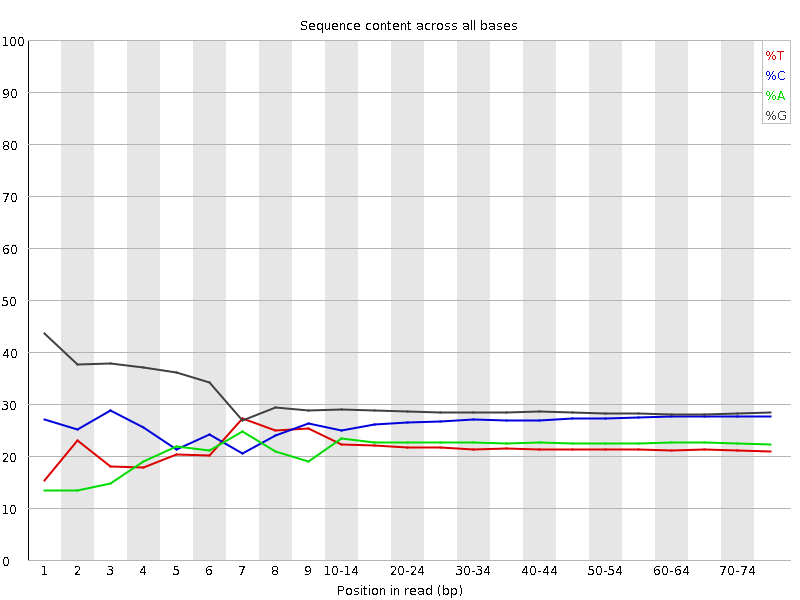 Sequence content across all bases
100
90
80
70
60
50
40
30
20
10
0
%T
%C
%A
%G
1 2 3 4 5 6 7 8 9 10-14 20-24 30-34 40-44 50-54 60-64 70-74
Position in read (bp)